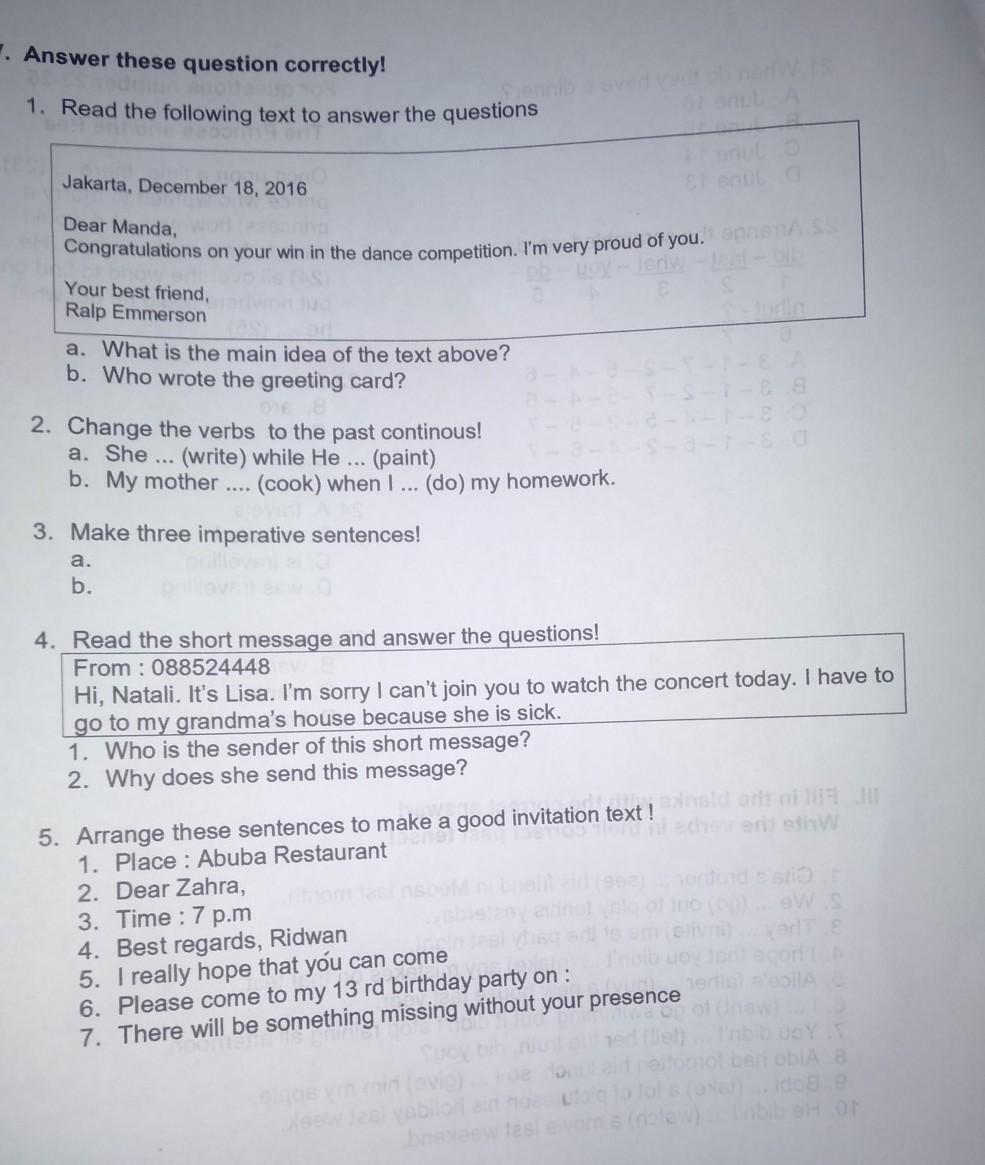 . Answer these question correctly!
1. Read the following text to answer the questions
Jakarta, December 18, 2016
Dear Manda,
Congratulations on your win in the dance competition. I'm very proud of you.
Your best friend,
Ralp Emmerson
a. What is the main idea of the text above?
b. Who wrote the greeting card?
2. Change the verbs to the past continous!
a. She ... (write) while He ... (paint)
b. My mother .... (cook) when I ... (do) my homework.
3. Make three imperative sentences!
a.
b.
4. Read the short message and answer the questions!
From : 088524448
Hi, Natali. It's Lisa. I'm sorry I can't join you to watch the concert today. I have to
go to my grandma's house because she is sick.
1. Who is the sender of this short message?
2. Why does she send this message?
5. Arrange these sentences to make a good invitation text !
1. Place : Abuba Restaurant
2. Dear Zahra,
3. Time : 7 p.m
4. Best regards, Ridwan
5. I really hope that you can come
6. Please come to my 13 rd birthday party on :
7. There will be something missing without your presence